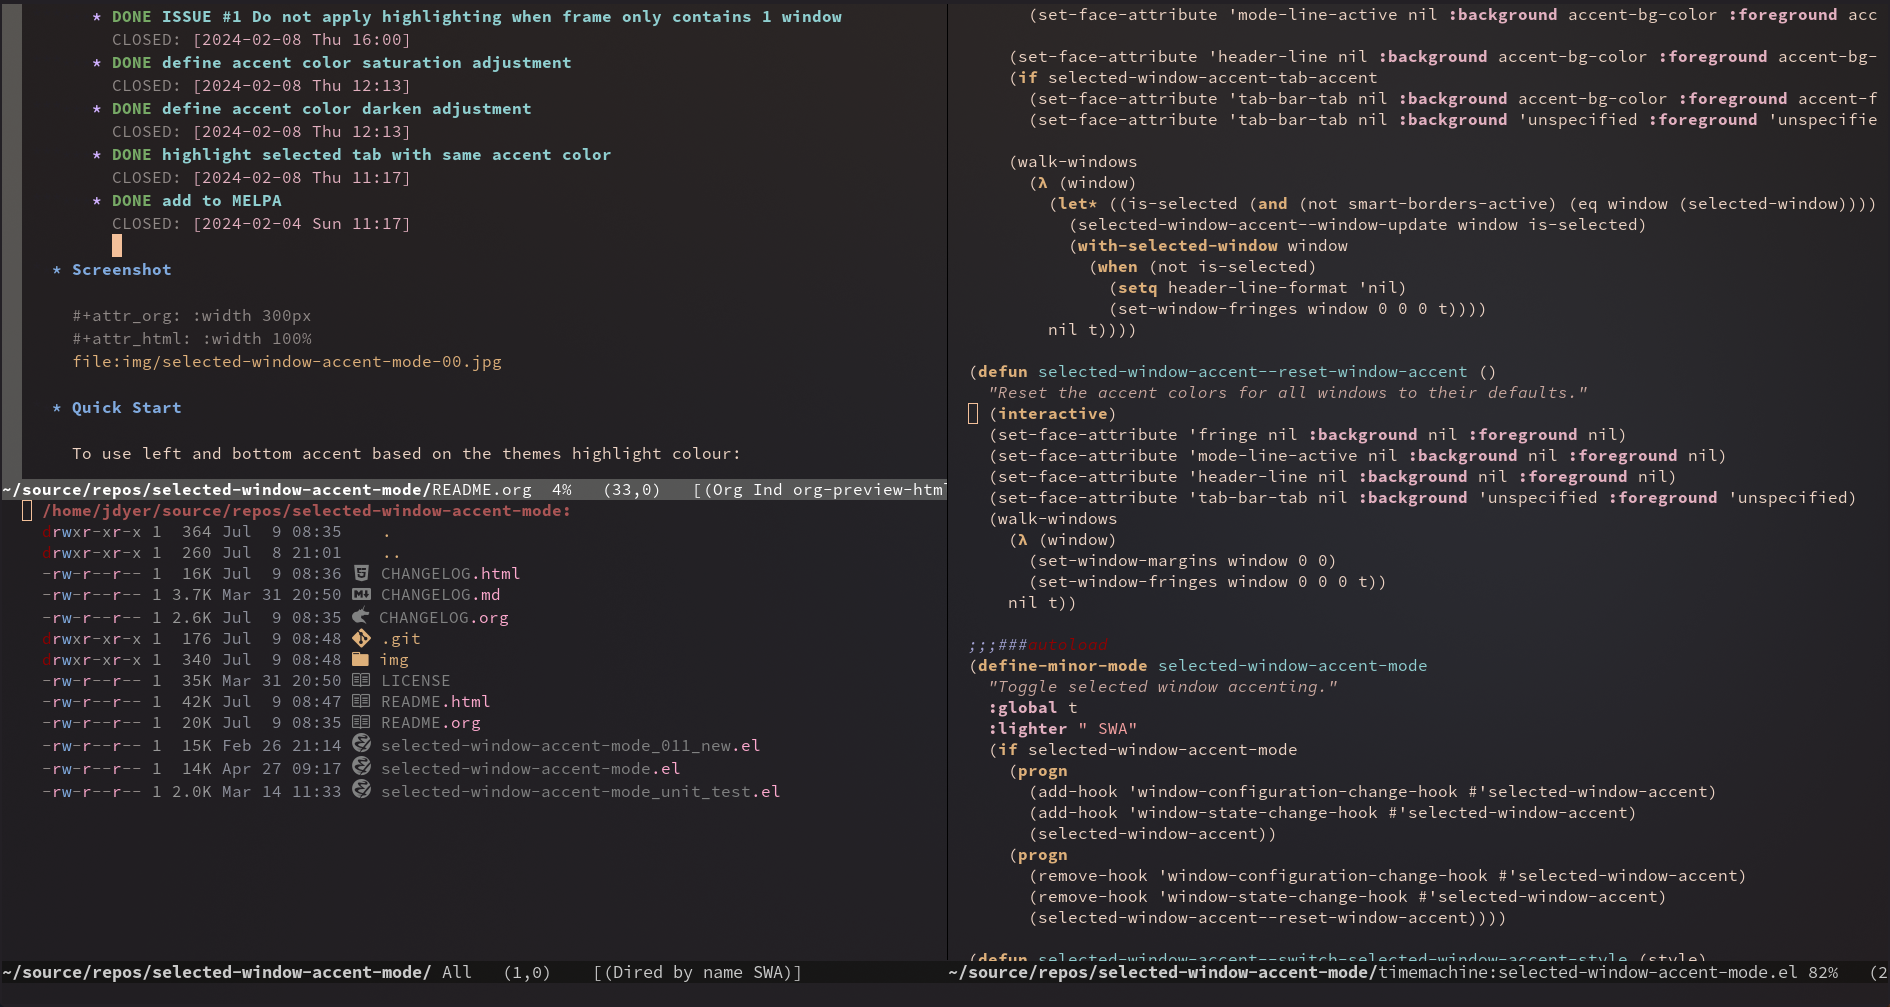 * DONE ISSUE #1 Do not apply highlighting when frame only contains 1 window
CLOSED: [2024-02-08 Thu 16:00]
* DONE define accent color saturation adjustment
CLOSED: [2024-02-08 Thu 12:13]
* DONE define accent color darken adjustment
CLOSED: [2024-02-08 Thu 12:13]
* DONE highlight selected tab with same accent color
CLOSED: [2024-02-08 Thu 11:17]
* DONE add to MELPA
CLOSED: [2024-02-04 Sun 11:17]
* Screenshot
#+attr_org: :width 300px
#+attr_html: :width 100%
file:img/selected-window-accent-mode-00.jpg
* Quick Start
To use left and bottom accent based on the themes highlight colour:
~/source/repos/selected-window-accent-mode/README.org 4% (33,0) [(Org Ind org-preview-html
/home/jdyer/source/repos/selected-window-accent-mode:
drwxr-xr-x 1 364 Jul 9 08:35 .
drwxr-xr-x 1 260 Jul 8 21:01 ..
-rw-r--r-- 1 16K Jul 9 08:36 CHANGELOG.html
-rw-r--r-- 1 3.7K Mar 31 20:50 CHANGELOG.md
-rw-r--r-- 1 2.6K Jul 9 08:35 CHANGELOG.org
drwxr-xr-x 1 176 Jul 9 08:48 .git
drwxr-xr-x 1 340 Jul 9 08:48 img
-rw-r--r-- 1 35K Mar 31 20:50 LICENSE
-rw-r--r-- 1 42K Jul 9 08:47 README.html
-rw-r--r-- 1 20K Jul 9 08:35 README.org
-rw-r--r-- 1 15K Feb 26 21:14 selected-window-accent-mode_011_new.el
-rw-r--r-- 1 14K Apr 27 09:17 selected-window-accent-mode.el
-rw-r--r-- 1 2.0K Mar 14 11:33 selected-window-accent-mode_unit_test.el
~/source/repos/selected-window-accent-mode/ All (1,0) [(Dired by name SWA)]
(set-face-attribute 'mode-line-active nil :background accent-bg-color :foreground acc
(set-face-attribute 'header-line nil :background accent-bg-color :foreground accent-bg-
(if selected-window-accent-tab-accent
(set-face-attribute 'tab-bar-tab nil :background accent-bg-color :foreground accent-f
(set-face-attribute 'tab-bar-tab nil :background 'unspecified :foreground 'unspecifie
(walk-windows
(λ (window)
(let* ((is-selected (and (not smart-borders-active) (eq window (selected-window))))
(selected-window-accent--window-update window is-selected)
(with-selected-window window
(when (not is-selected)
(setq header-line-format 'nil)
(set-window-fringes window 0 0 0 t))))
nil t))))
(defun selected-window-accent--reset-window-accent ()
"Reset the accent colors for all windows to their defaults."
(interactive)
(set-face-attribute 'fringe nil :background nil :foreground nil)
(set-face-attribute 'mode-line-active nil :background nil :foreground nil)
(set-face-attribute 'header-line nil :background nil :foreground nil)
(set-face-attribute 'tab-bar-tab nil :background 'unspecified :foreground 'unspecified)
(walk-windows
(λ (window)
(set-window-margins window 0 0)
(set-window-fringes window 0 0 0 t))
nil t))
;;;###autoload
(define-minor-mode selected-window-accent-mode
"Toggle selected window accenting."
:global t
:lighter " SWA"
(if selected-window-accent-mode
(progn
(add-hook 'window-configuration-change-hook #'selected-window-accent)
(add-hook 'window-state-change-hook #'selected-window-accent)
(selected-window-accent))
(progn
(remove-hook 'window-configuration-change-hook #'selected-window-accent)
(remove-hook 'window-state-change-hook #'selected-window-accent)
(selected-window-accent--reset-window-accent))))
(defun selected-window-accent--switch-selected-window-accent-style (style)
~/source/repos/selected-window-accent-mode/timemachine:selected-window-accent-mode.el 82% (2